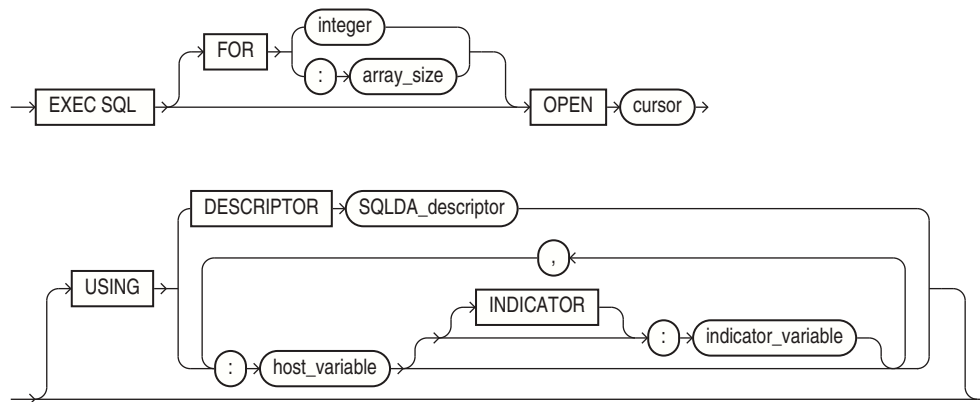 integer
FOR
: array_size
EXEC SQL OPEN cursor
DESCRIPTOR SQLDA_descriptor
,
USING INDICATOR
: indicator_variable
: host_variable